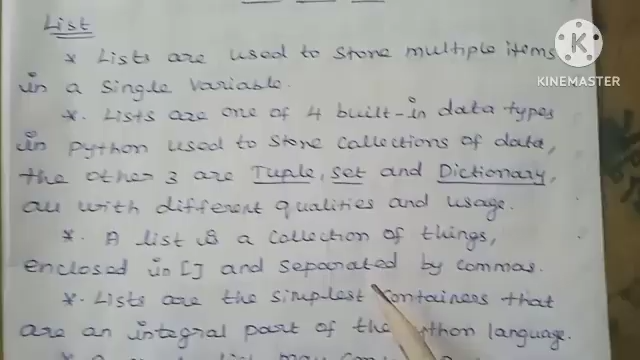 List
* Lists are used to store multiple items
in a single variable.
*. Lists are one of 4 built-in data types
in python used to store collections of data,
the other 3 are Tuple, set and Dictionary,
all with different qualities and usage.
*. A list is a collection of things,
enclosed in [] and separated by commas.
*. Lists are the simplest containers that
are an integral part of the python language.
KINEMASTER